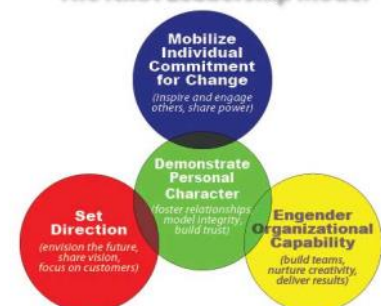 Leadership Model
Mobilize
Individual
Commitment
for Change
(inspire and engage
others, share power)
Demonstrate
Personal
Character
(foster relationships,
model integrity,
build trust)
Set
Direction
(envision the future,
share vision,
focus on customers)
Engender
Organizational
Capability
(build teams,
nurture creativity,
deliver results)